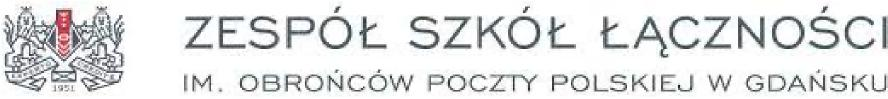 ZESPÓŁ SZKÓŁ ŁĄCZNOŚCI
IM. OBROŃCÓW POCZTY POLSKIEJ W GDAŃSKU
1951